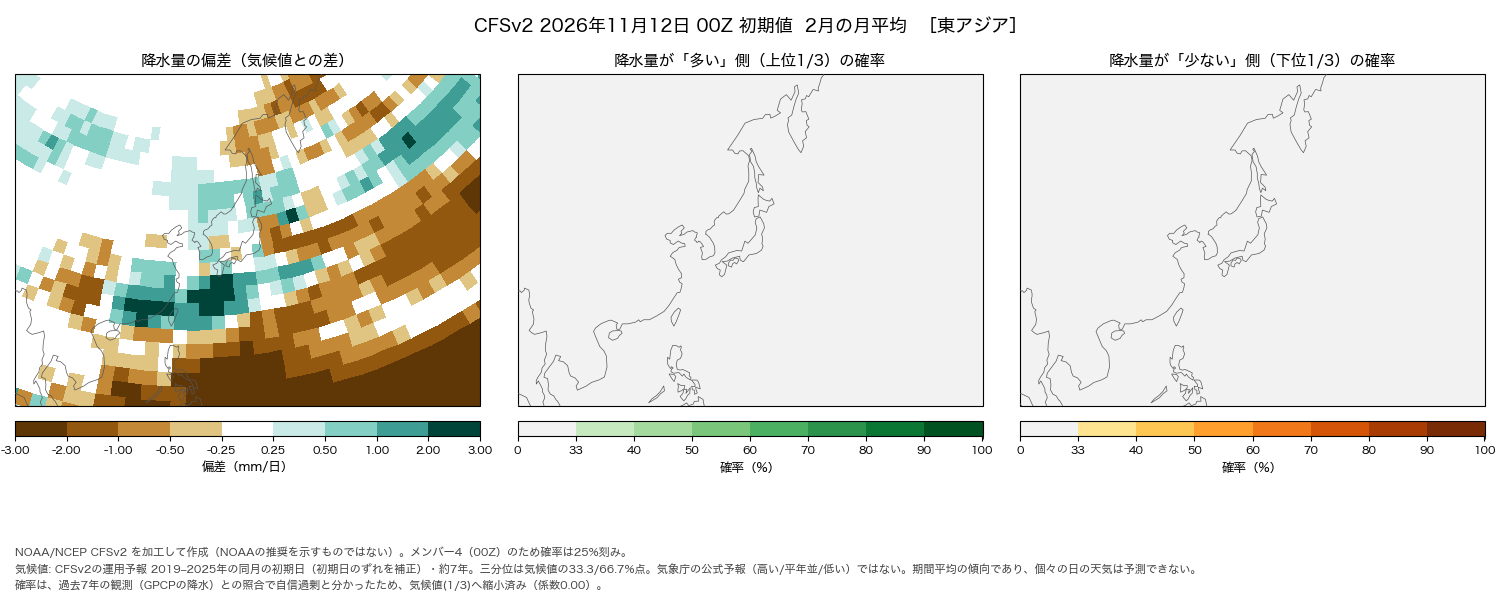 CFSv2 2026年11月12日 00Z 初期値  2月の月平均  ［東アジア］
降水量の偏差（気候値との差）
降水量が「多い」側（上位1/3）の確率
降水量が「少ない」側（下位1/3）の確率
-3.00 -2.00 -1.00 -0.50 -0.25 0.25 0.50 1.00 2.00 3.00
偏差（mm/日）
0 33 40 50 60 70 80 90 100
確率（%）
0 33 40 50 60 70 80 90 100
確率（%）
NOAA/NCEP CFSv2 を加工して作成（NOAAの推奨を示すものではない）。メンバー4（00Z）のため確率は25%刻み。
気候値: CFSv2の運用予報 2019–2025年の同月の初期日（初期日のずれを補正）・約7年。三分位は気候値の33.3/66.7%点。気象庁の公式予報（高い/平年並/低い）ではない。期間平均の傾向であり、個々の日の天気は予測できない。
確率は、過去7年の観測（GPCPの降水）との照合で自信過剰と分かったため、気候値(1/3)へ縮小済み（係数0.00）。